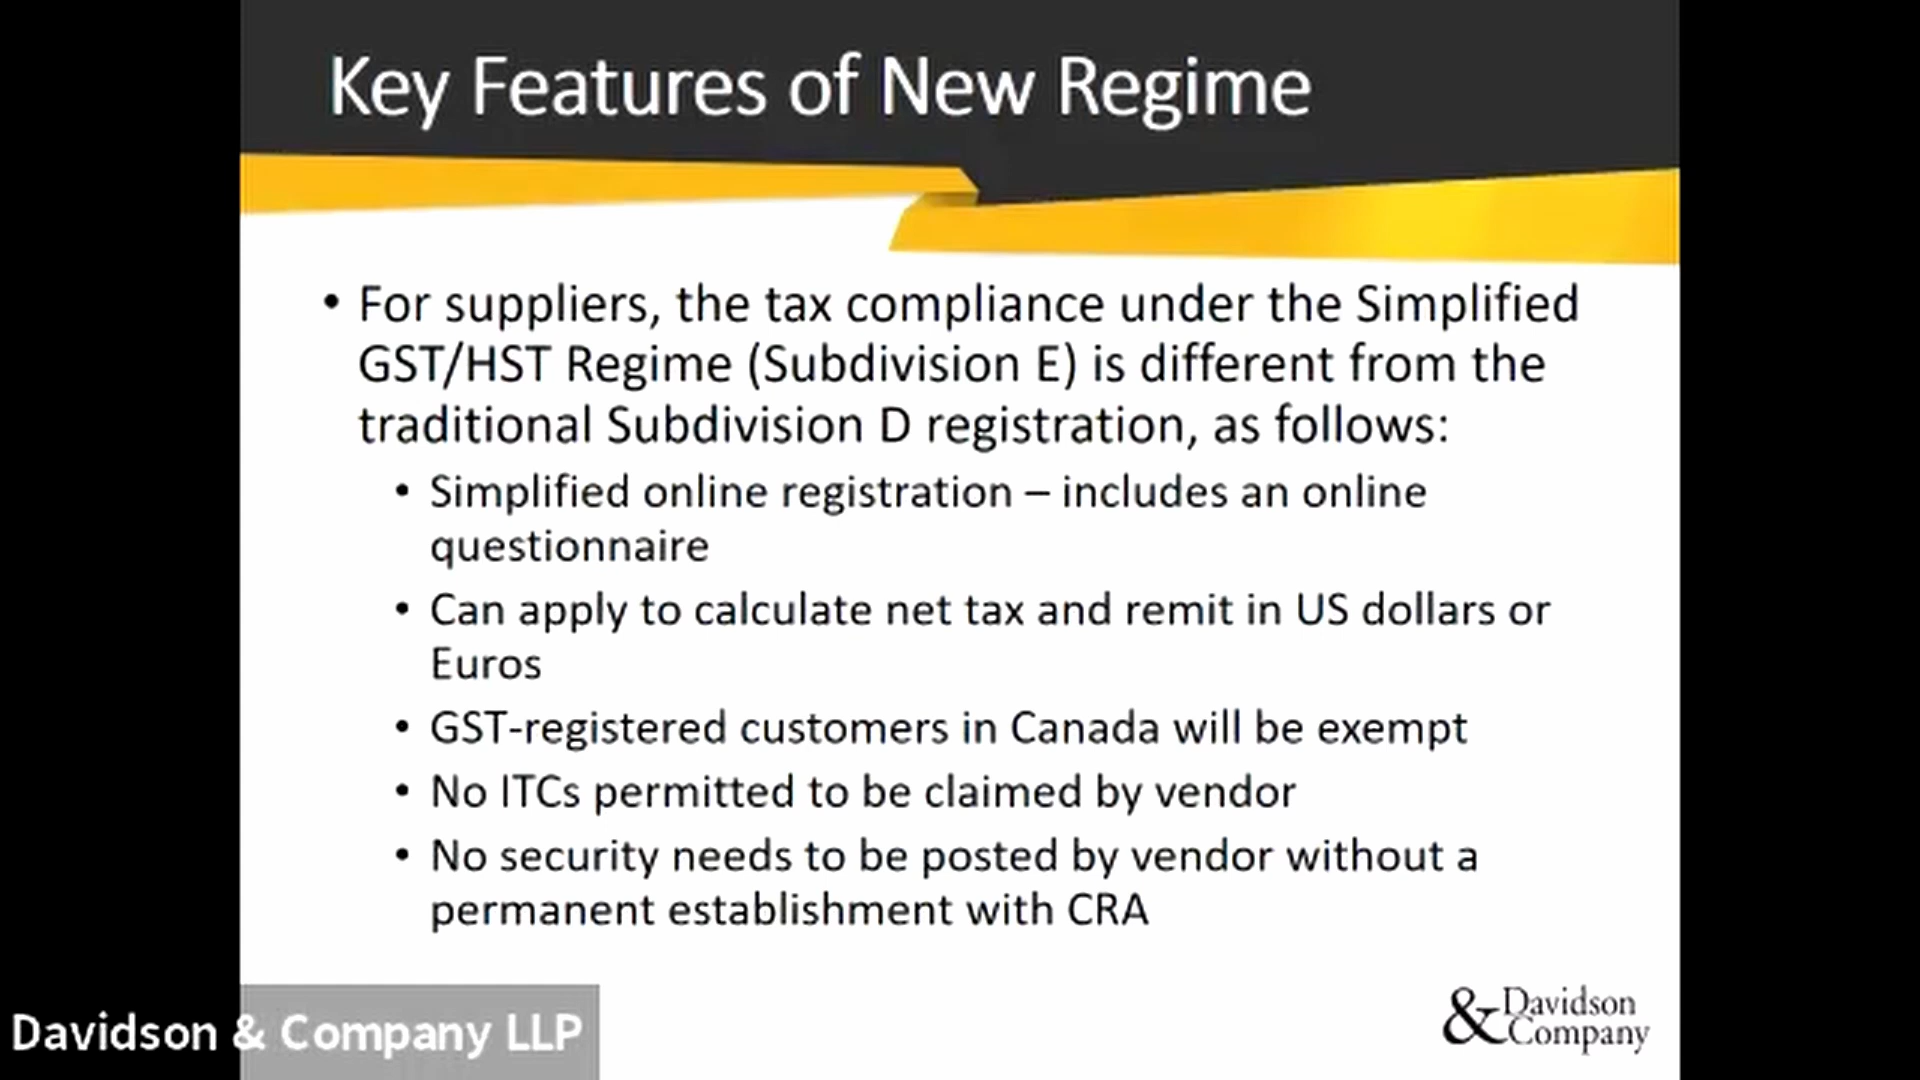 Key Features of New Regime
• For suppliers, the tax compliance under the Simplified
GST/HST Regime (Subdivision E) is different from the
traditional Subdivision D registration, as follows:
• Simplified online registration – includes an online
questionnaire
• Can apply to calculate net tax and remit in US dollars or
Euros
• GST-registered customers in Canada will be exempt
• No ITCs permitted to be claimed by vendor
• No security needs to be posted by vendor without a
permanent establishment with CRA
Davidson & Company LLP
& Davidson
Company